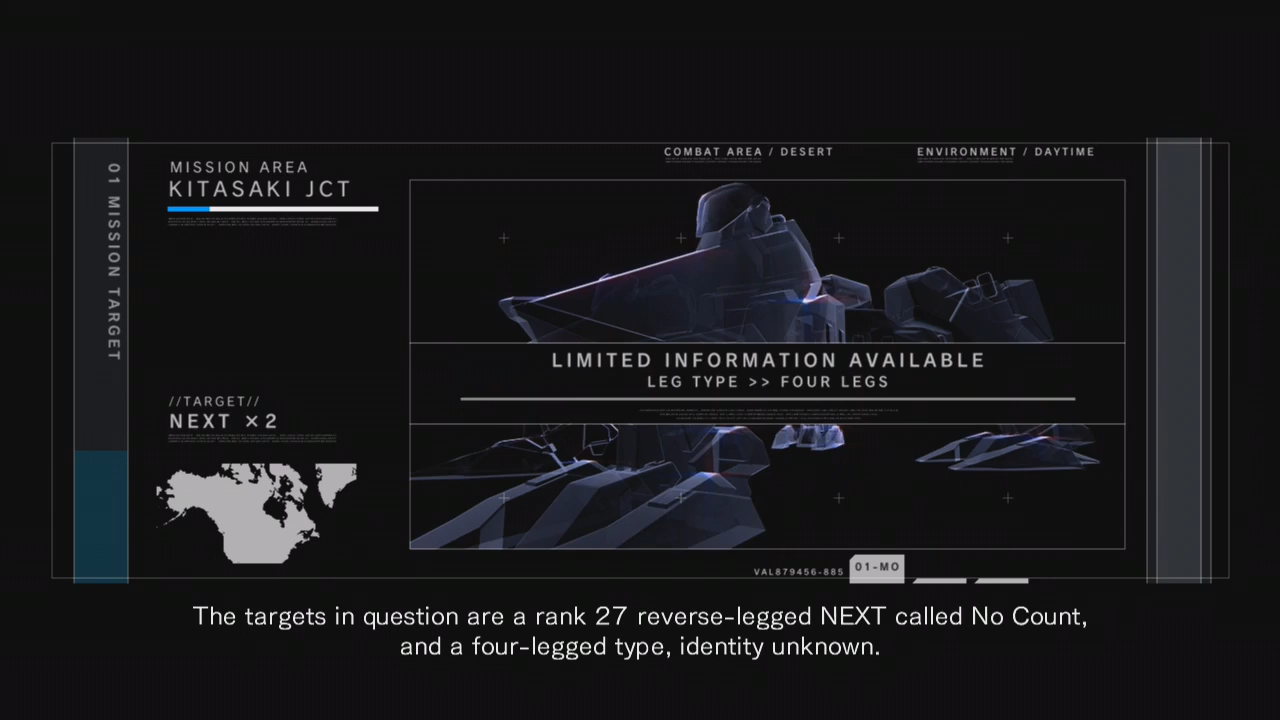 01 MISSION TARGET
MISSION AREA
KITASAKI JCT
COMBAT AREA / DESERT
ENVIRONMENT / DAYTIME
LIMITED INFORMATION AVAILABLE
LEG TYPE >> FOUR LEGS
//TARGET//
NEXT ×2
VAL879456-885
01-MO
The targets in question are a rank 27 reverse-legged NEXT called No Count,
and a four-legged type, identity unknown.